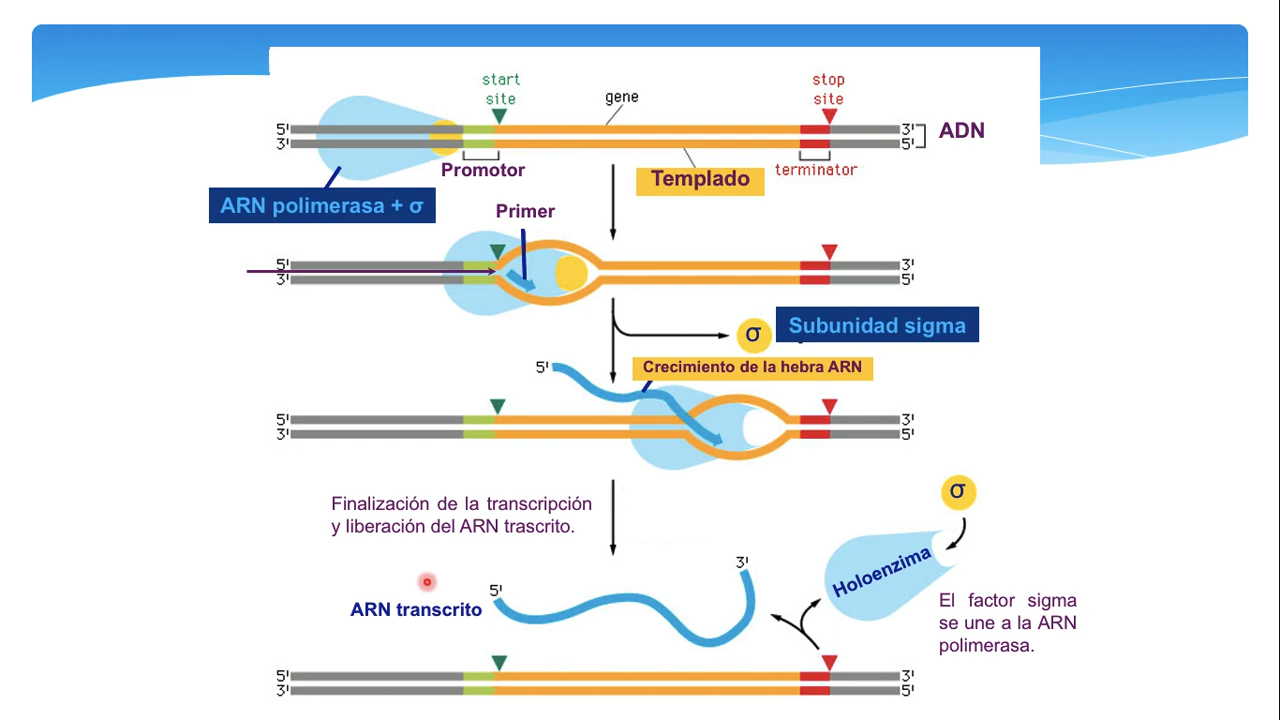 start
site
gene
stop
site
5'
3'
3'
5'
ADN
Promotor
Templado
terminator
ARN polimerasa + σ
Primer
5'
3'
3'
5'
σ
Subunidad sigma
5'
Crecimiento de la hebra ARN
5'
3'
3'
5'
Finalización de la transcripción
y liberación del ARN trascrito.
σ
Holoenzima
El factor sigma
se une a la ARN
polimerasa.
5'
3'
ARN transcrito
5'
3'
3'
5'